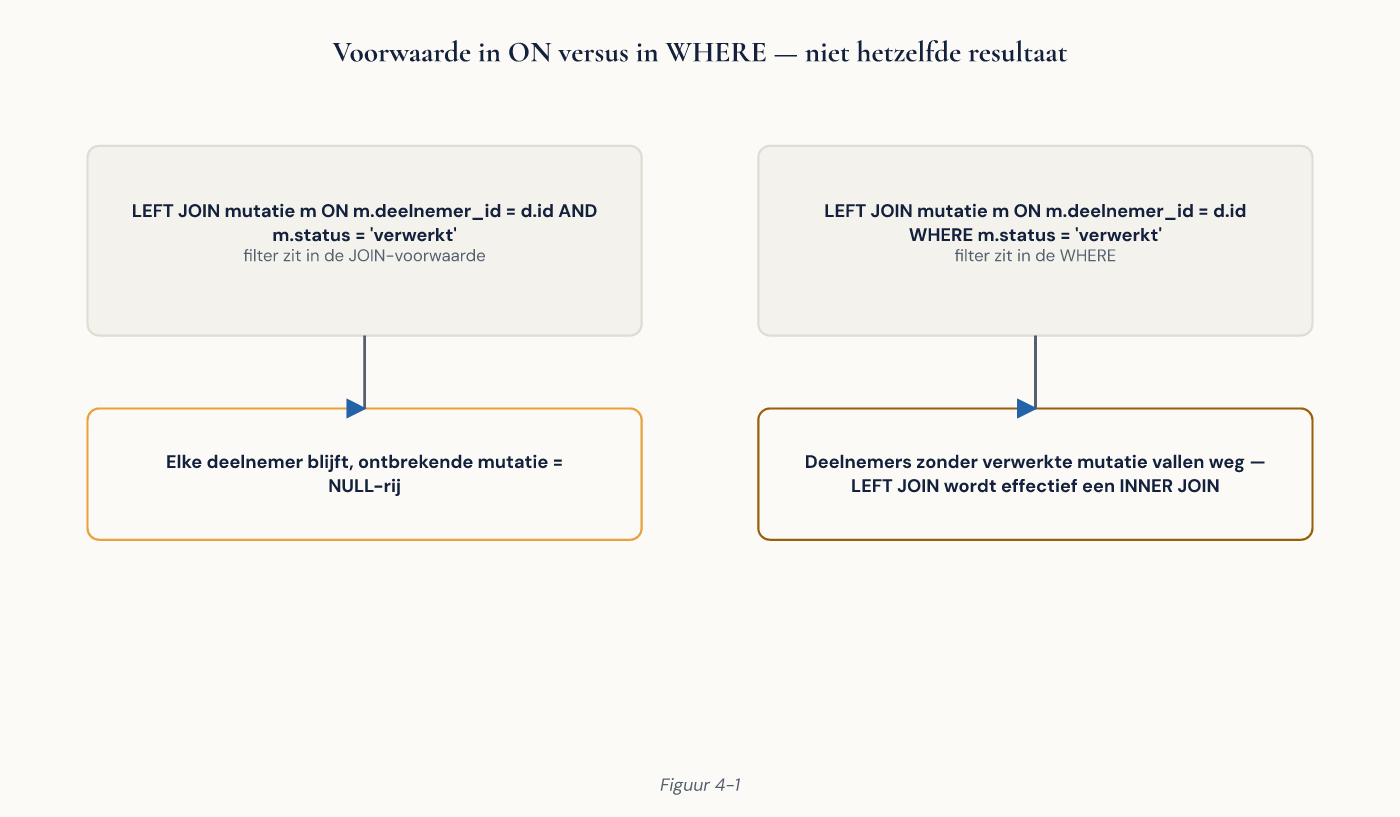 Voorwaarde in ON versus in WHERE — niet hetzelfde resultaat
LEFT JOIN mutatie m ON m.deelnemer_id = d.id AND
m.status = 'verwerkt'
filter zit in de JOIN-voorwaarde
LEFT JOIN mutatie m ON m.deelnemer_id = d.id
WHERE m.status = 'verwerkt'
filter zit in de WHERE
Elke deelnemer blijft, ontbrekende mutatie =
NULL-rij
Deelnemers zonder verwerkte mutatie vallen weg —
LEFT JOIN wordt effectief een INNER JOIN
Figuur 4-1